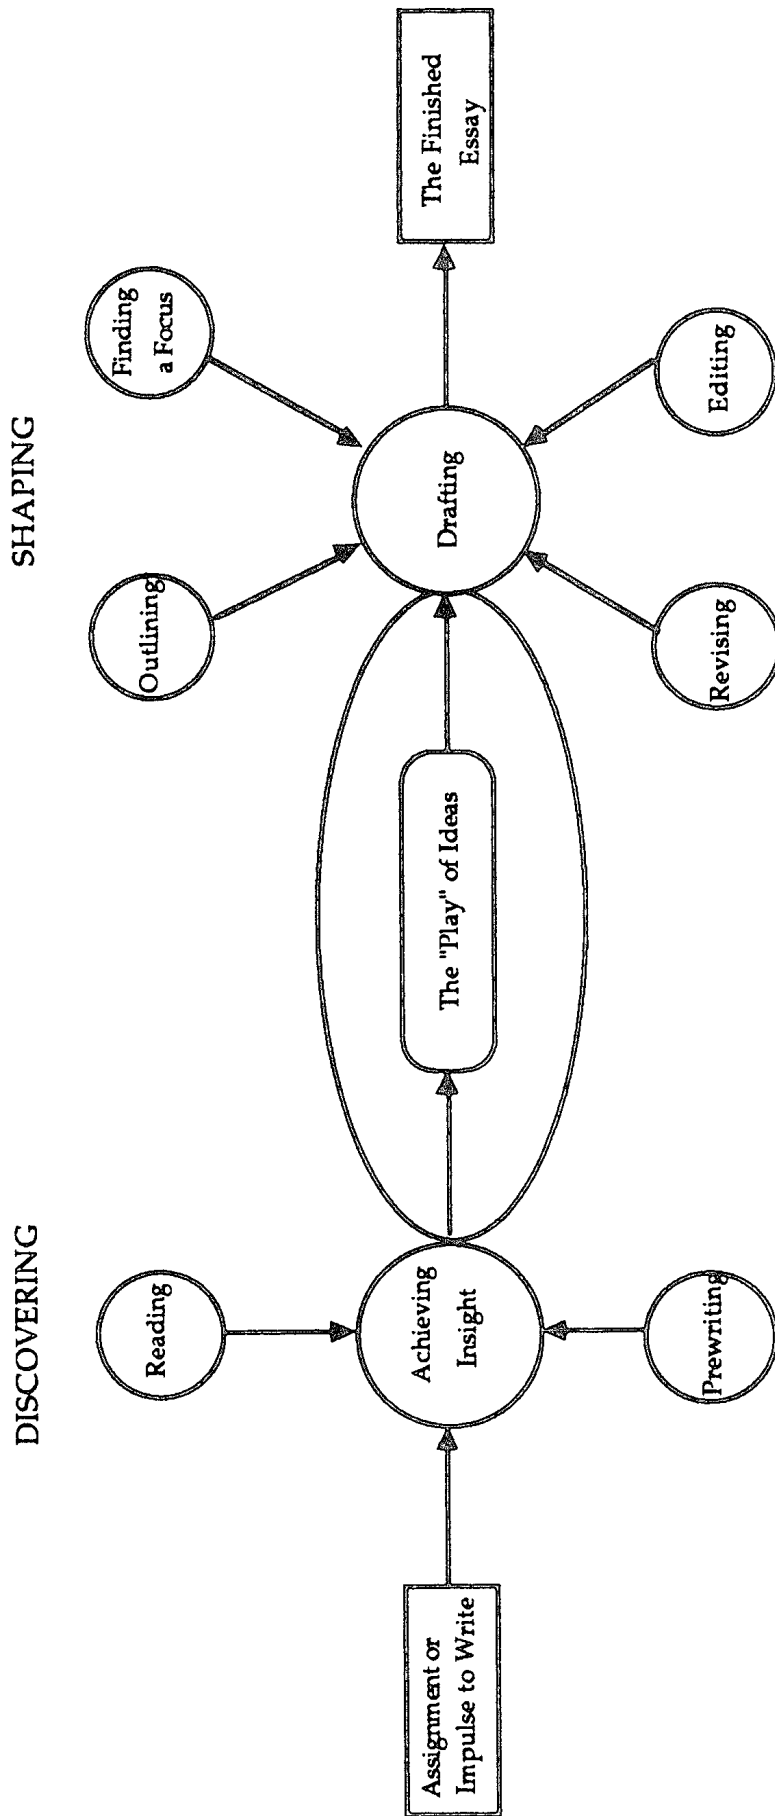 DISCOVERING
SHAPING
Reading
Outlining
Finding
a Focus
Assignment or
Impulse to Write
Achieving
Insight
The "Play" of Ideas
Drafting
The Finished
Essay
Prewriting
Revising
Editing